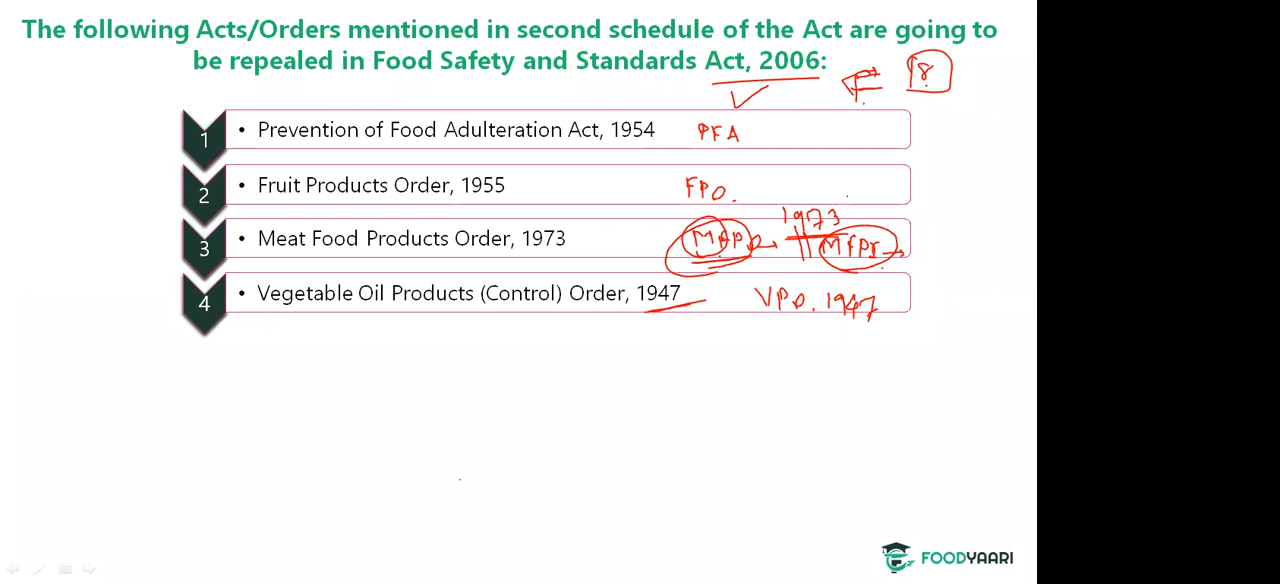 The following Acts/Orders mentioned in second schedule of the Act are going to
be repealed in Food Safety and Standards Act, 2006:
18
1
• Prevention of Food Adulteration Act, 1954
PFA
2
• Fruit Products Order, 1955
FPO.
3
• Meat Food Products Order, 1973
1973
MFPO
MFPI
4
• Vegetable Oil Products (Control) Order, 1947
VPO. 1947
FOODYAARI